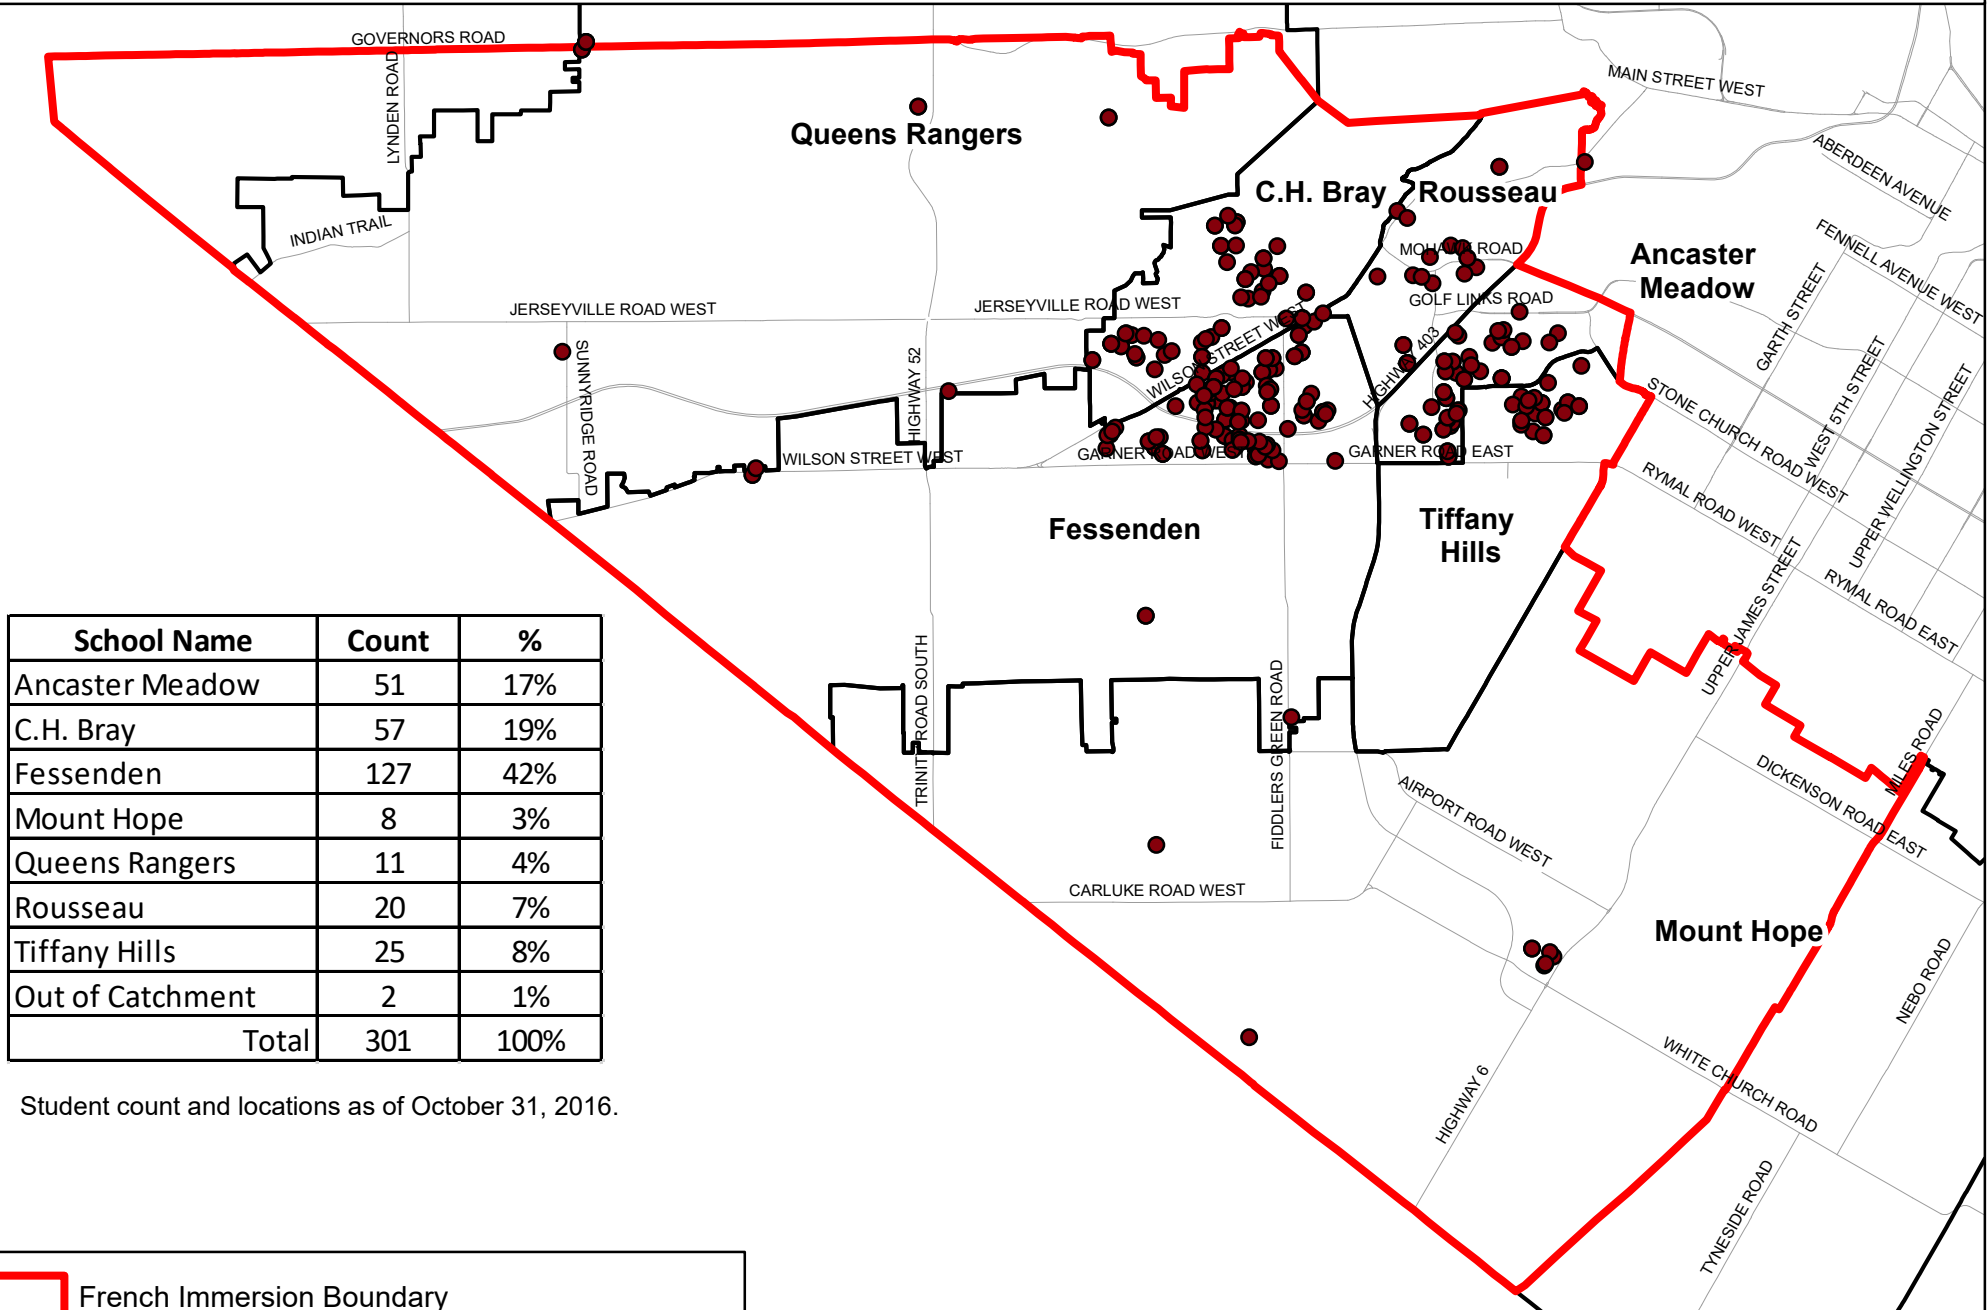 GOVERNORS ROAD
LYNDEN ROAD
MAIN STREET WEST
Queens Rangers
ABERDEEN AVENUE
C.H. Bray
Rousseau
INDIAN TRAIL
MOHAWK ROAD
Ancaster
Meadow
FENNELL AVENUE WEST
GARTH STREET
JERSEYVILLE ROAD WEST
JERSEYVILLE ROAD WEST
GOLF LINKS ROAD
SUNNYRIDGE ROAD
HIGHWAY 52
WILSON STREET WEST
HIGHWAY 403
WEST 5TH STREET
UPPER WELLINGTON STREET
STONE CHURCH ROAD WEST
WILSON STREET WEST
GARNER ROAD WEST
GARNER ROAD EAST
RYMAL ROAD WEST
Fessenden
Tiffany
Hills
UPPER JAMES STREET
RYMAL ROAD EAST
TRINITY ROAD SOUTH
FIDDLERS GREEN ROAD
MILES ROAD
AIRPORT ROAD WEST
DICKENSON ROAD EAST
CARLUKE ROAD WEST
Mount Hope
NEBO ROAD
HIGHWAY 6
WHITE CHURCH ROAD
TYNESIDE ROAD
School Name Count %
Ancaster Meadow 51 17%
C.H. Bray 57 19%
Fessenden 127 42%
Mount Hope 8 3%
Queens Rangers 11 4%
Rousseau 20 7%
Tiffany Hills 25 8%
Out of Catchment 2 1%
Total 301 100%
Student count and locations as of October 31, 2016.
French Immersion Boundary